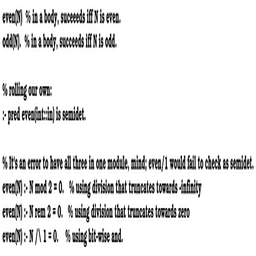 even(N)  % in a body, suceeeds iff N is even.
odd(N).  % in a body, succeeds iff N is odd.
% rolling our own:
:- pred even(int::in) is semidet.
% It's an error to have all three in one module, mind; even/1 would fail to check as semidet.
even(N) :- N mod 2 = 0.   % using division that truncates towards -infinity
even(N) :- N rem 2 = 0.   % using division that truncates towards zero
even(N) :- N /\ 1 = 0.   % using bit-wise and.